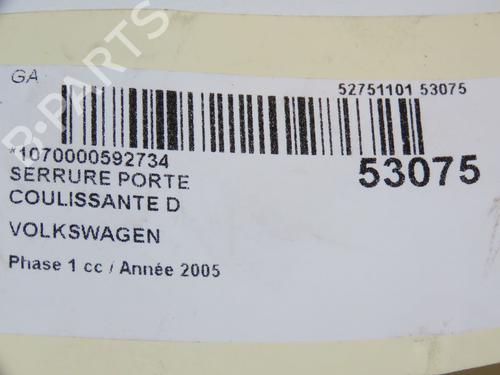 GA
52751101 53075
*1070000592734
53075
SERRURE PORTE
COULISSANTE D
VOLKSWAGEN
Phase 1 cc / Année 2005
B-PARTS